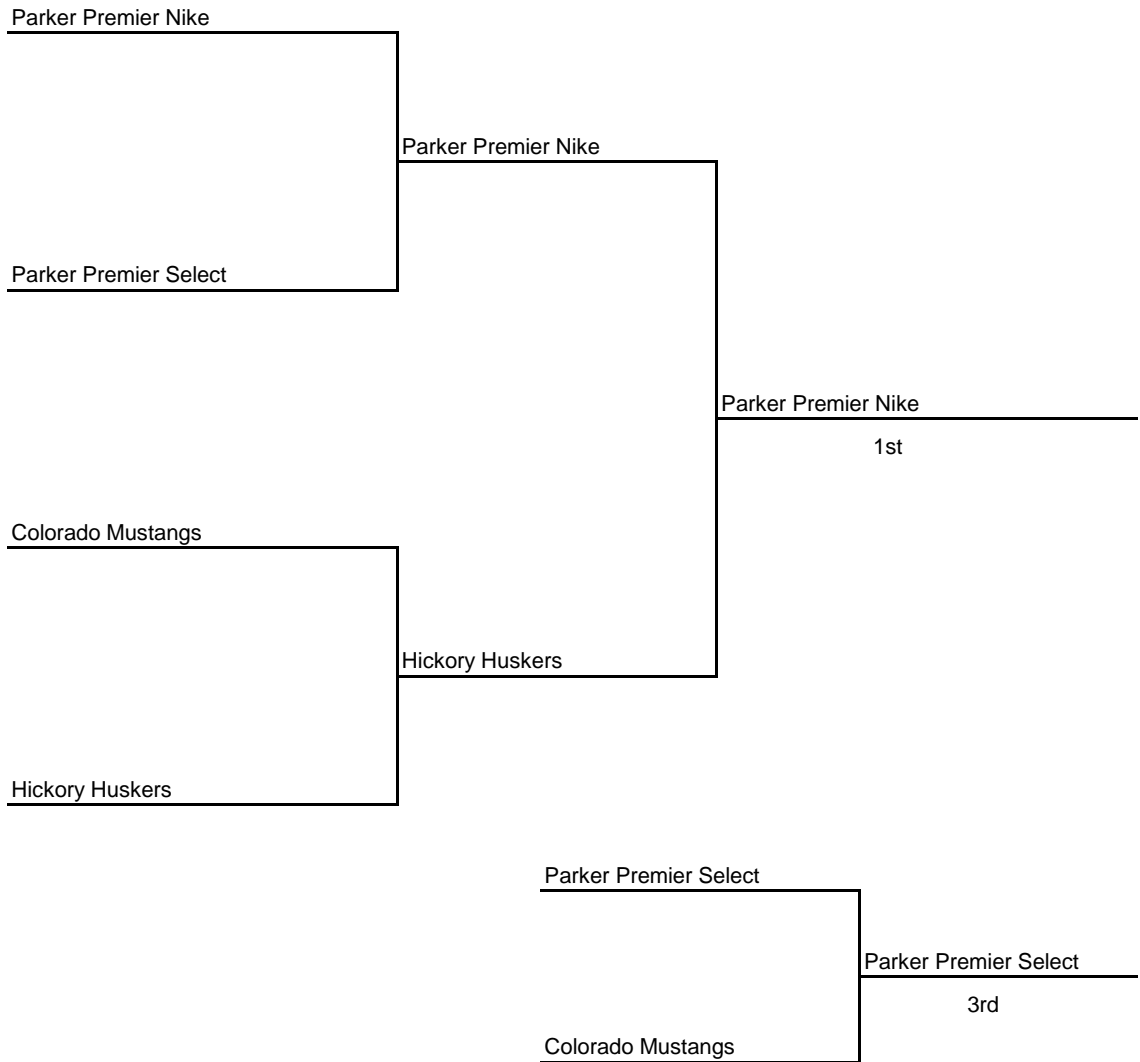 Parker Premier Nike
Parker Premier Nike
Parker Premier Select
Parker Premier Nike
1st
Colorado Mustangs
Hickory Huskers
Hickory Huskers
Parker Premier Select
Parker Premier Select
3rd
Colorado Mustangs